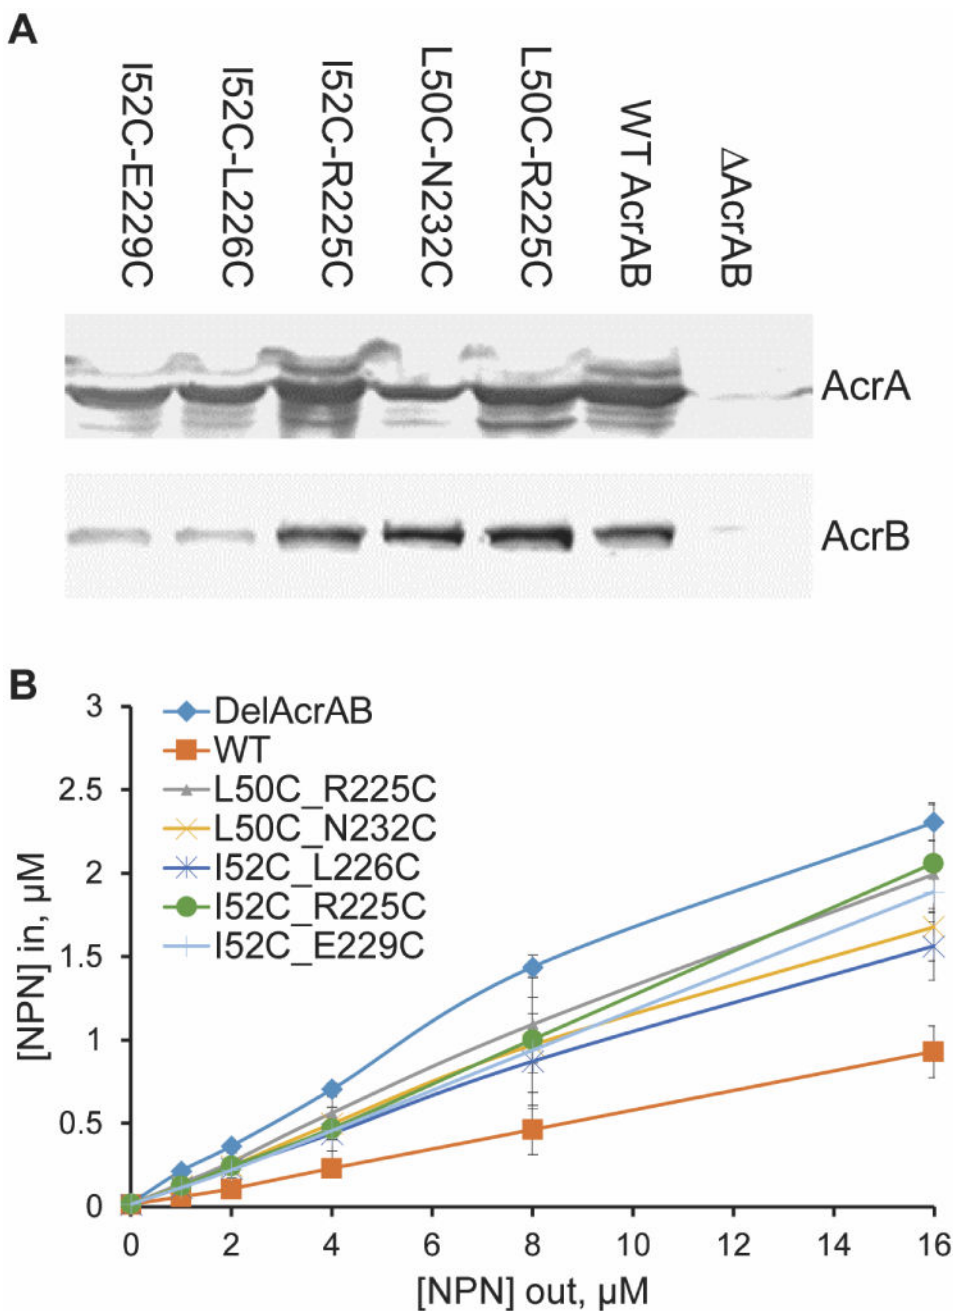 A
I52C-E229C
I52C-L226C
I52C-R225C
L50C-N232C
L50C-R225C
WT AcrAB
ΔAcrAB
AcrA
AcrB
B
3
2.5
2
1.5
1
0.5
0
[NPN] in, µM
DelAcrAB
WT
L50C_R225C
L50C_N232C
I52C_L226C
I52C_R225C
I52C_E229C
0 2 4 6 8 10 12 14 16
[NPN] out, µM